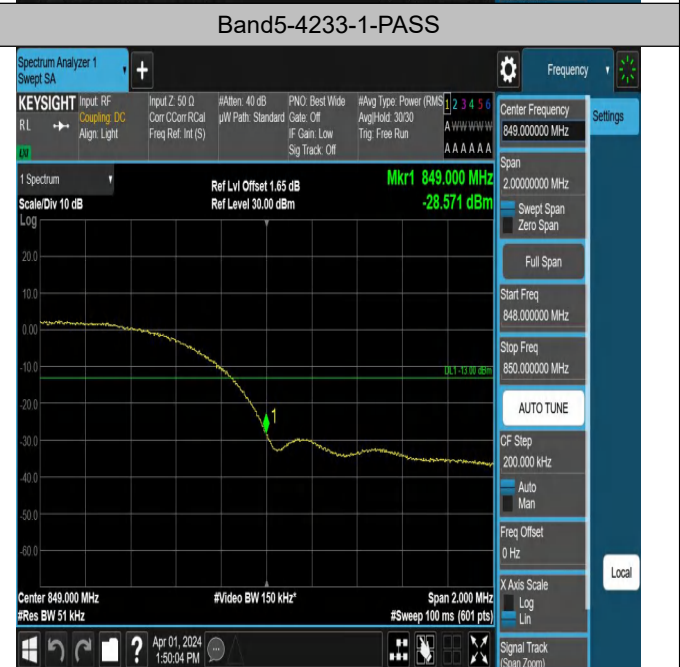 Band5-4233-1-PASS
Spectrum Analyzer 1
Swept SA
Frequency
KEYSIGHT
RL
Input: RF
Coupling: DC
Align: Light
Input Z: 50 Ω
Corr CCorr RCal
Freq Ref: Int (S)
#Atten: 40 dB
µW Path: Standard
PNO: Best Wide
Gate: Off
IF Gain: Low
Sig Track: Off
#Avg Type: Power (RMS
Avg|Hold: 30/30
Trig: Free Run
1 2 3 4 5 6
A W W W W W
A A A A A A
1 Spectrum
Scale/Div 10 dB
Log
Ref Lvl Offset 1.65 dB
Ref Level 30.00 dBm
Mkr1 849.000 MHz
-28.571 dBm
20.0
10.0
0.00
-10.0
-20.0
-30.0
-40.0
-50.0
-60.0
DL1 -13.00 dBm
1
Center 849.000 MHz
#Res BW 51 kHz
#Video BW 150 kHz*
Span 2.000 MHz
#Sweep 100 ms (601 pts)
Apr 01, 2024
1:50:04 PM
Center Frequency
849.000000 MHz
Span
2.00000000 MHz
Swept Span
Zero Span
Full Span
Start Freq
848.000000 MHz
Stop Freq
850.000000 MHz
AUTO TUNE
CF Step
200.000 kHz
Auto
Man
Freq Offset
0 Hz
X Axis Scale
Log
Lin
Signal Track
(Span Zoom)
Settings
Local